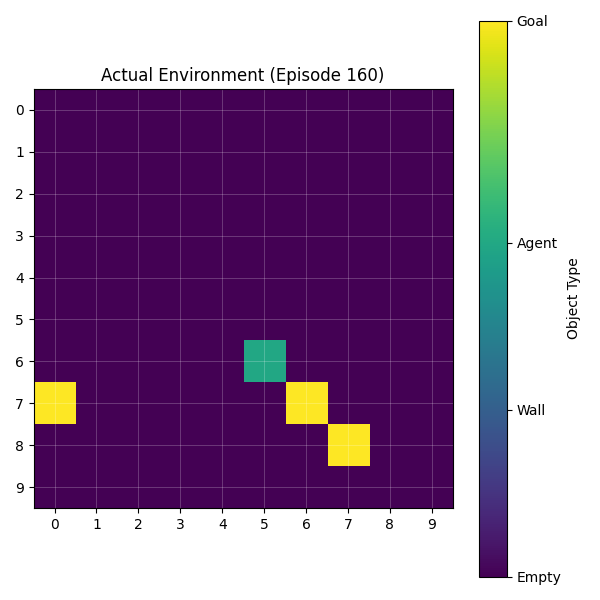 Actual Environment (Episode 160)
0
1
2
3
4
5
6
7
8
9
0 1 2 3 4 5 6 7 8 9
Goal
Agent
Wall
Empty
Object Type